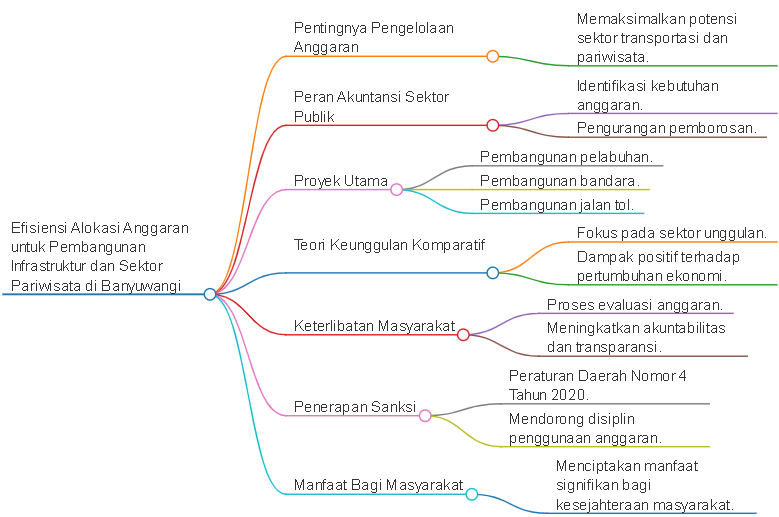 Efisiensi Alokasi Anggaran
untuk Pembangunan
Infrastruktur dan Sektor
Pariwisata di Banyuwangi
Pentingnya Pengelolaan
Anggaran
Memaksimalkan potensi
sektor transportasi dan
pariwisata.
Peran Akuntansi Sektor
Publik
Identifikasi kebutuhan
anggaran.
Pengurangan pemborosan.
Proyek Utama
Pembangunan pelabuhan.
Pembangunan bandara.
Pembangunan jalan tol.
Teori Keunggulan Komparatif
Fokus pada sektor unggulan.
Dampak positif terhadap
pertumbuhan ekonomi.
Keterlibatan Masyarakat
Proses evaluasi anggaran.
Meningkatkan akuntabilitas
dan transparansi.
Penerapan Sanksi
Peraturan Daerah Nomor 4
Tahun 2020.
Mendorong disiplin
penggunaan anggaran.
Manfaat Bagi Masyarakat
Menciptakan manfaat
signifikan bagi
kesejahteraan masyarakat.